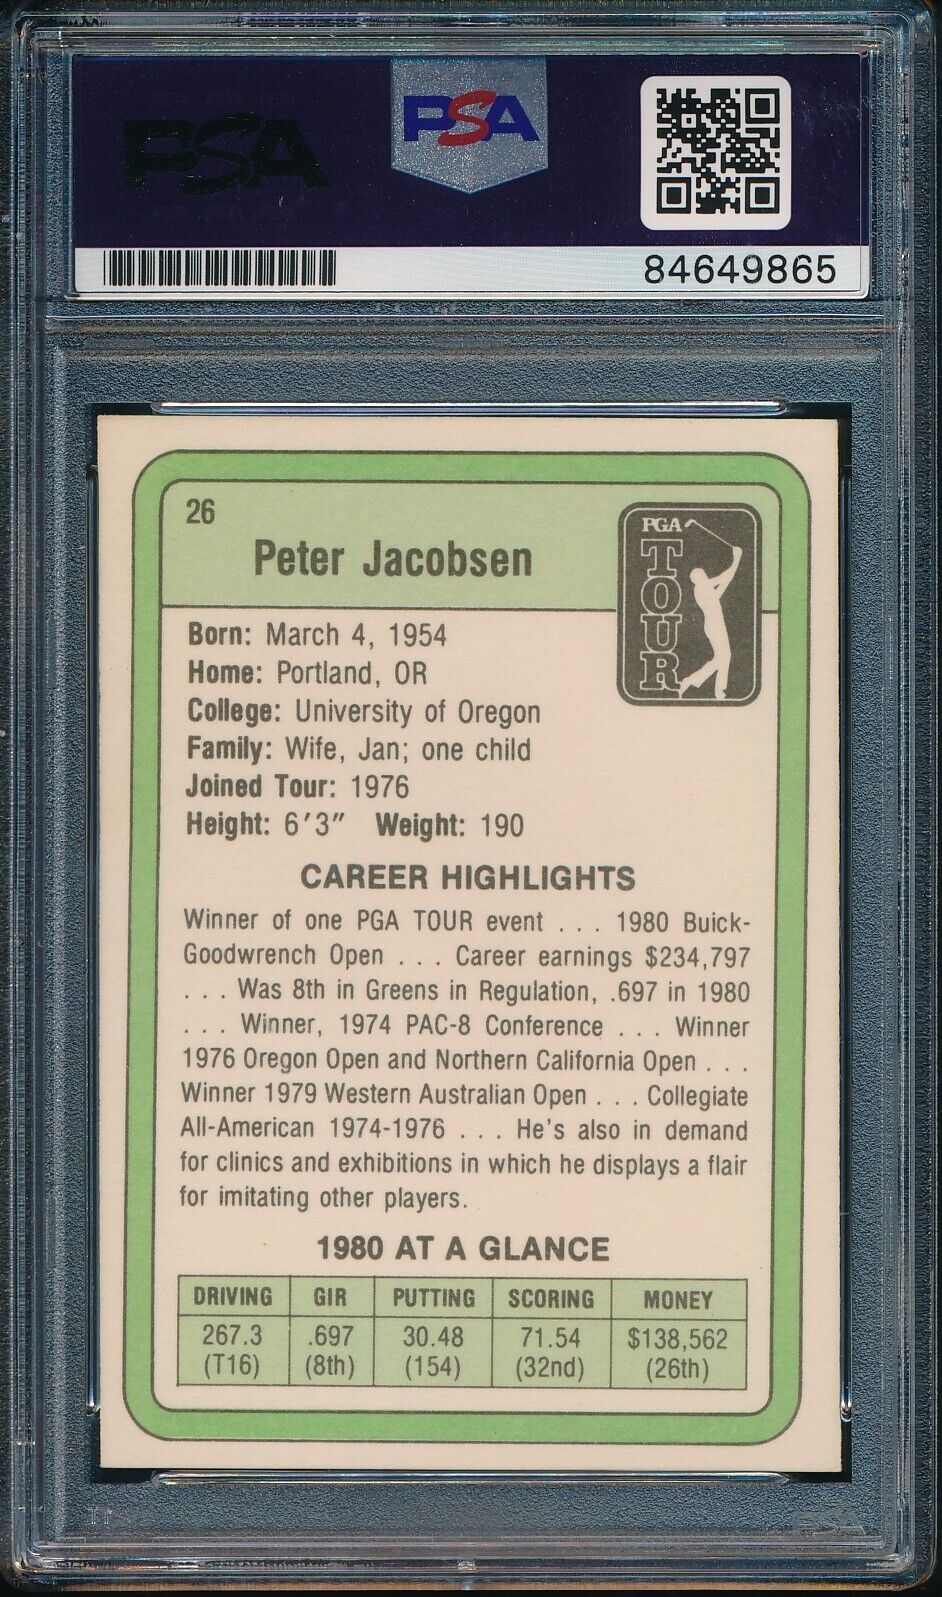 PSA
PSA
84649865
26
Peter Jacobsen
PGA
TOUR
Born: March 4, 1954
Home: Portland, OR
College: University of Oregon
Family: Wife, Jan; one child
Joined Tour: 1976
Height: 6'3" Weight: 190
CAREER HIGHLIGHTS
Winner of one PGA TOUR event . . . 1980 Buick-
Goodwrench Open . . . Career earnings $234,797
. . . Was 8th in Greens in Regulation, .697 in 1980
. . . Winner, 1974 PAC-8 Conference . . . Winner
1976 Oregon Open and Northern California Open . . .
Winner 1979 Western Australian Open . . . Collegiate
All-American 1974-1976 . . . He's also in demand
for clinics and exhibitions in which he displays a flair
for imitating other players.
1980 AT A GLANCE
DRIVING GIR PUTTING SCORING MONEY
267.3 .697 30.48 71.54 $138,562
(T16) (8th) (154) (32nd) (26th)
PSA